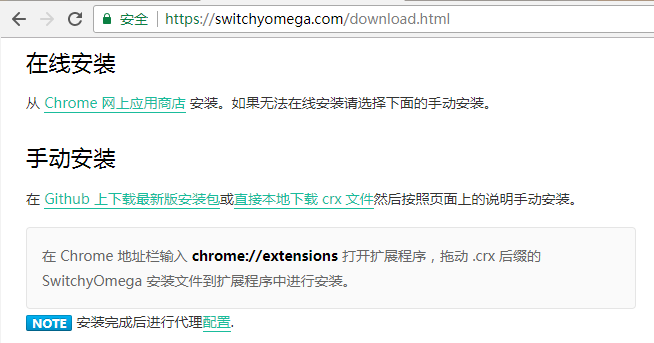 安全 https://switchyomega.com/download.html
在线安装
从 Chrome 网上应用商店 安装。如果无法在线安装请选择下面的手动安装。
手动安装
在 Github 上下载最新版安装包或直接本地下载 crx 文件然后按照页面上的说明手动安装。
在 Chrome 地址栏输入 chrome://extensions 打开扩展程序，拖动 .crx 后缀的
SwitchyOmega 安装文件到扩展程序中进行安装。
NOTE 安装完成后进行代理配置.